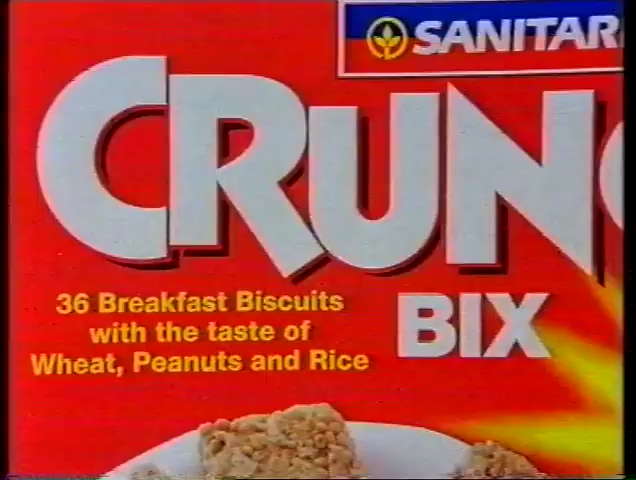 SANITAR
CRUN
BIX
36 Breakfast Biscuits
with the taste of
Wheat, Peanuts and Rice